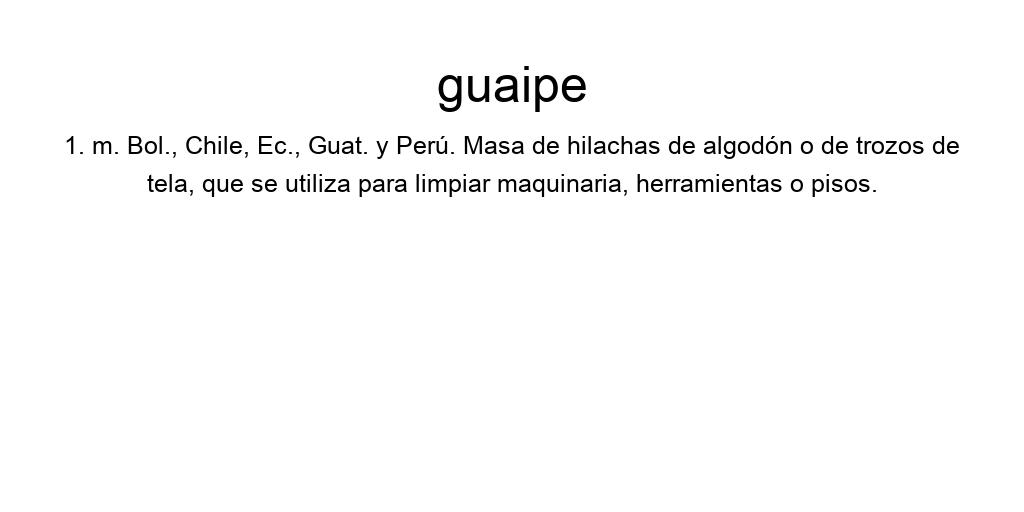 guaipe
1. m. Bol., Chile, Ec., Guat. y Perú. Masa de hilachas de algodón o de trozos de
tela, que se utiliza para limpiar maquinaria, herramientas o pisos.